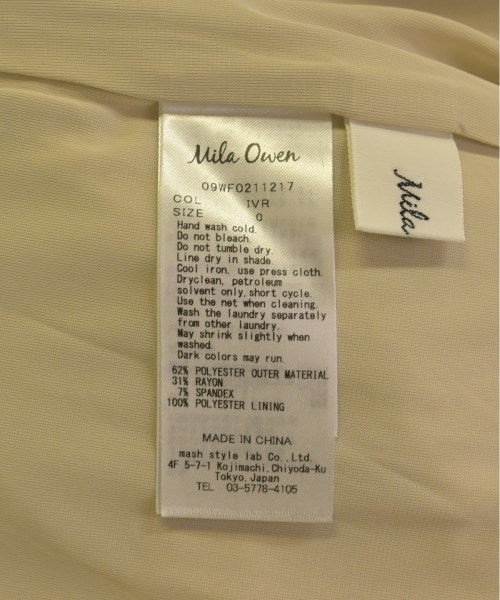 Mila Owen
09WFO211217
COL IVR
SIZE 0
Hand wash cold.
Do not bleach.
Do not tumble dry.
Line dry in shade.
Cool iron, use press cloth.
Dryclean, petroleum
solvent only,short cycle.
Use the net when cleaning.
Wash the laundry separately
from other laundry.
May shrink slightly when
washed.
Dark colors may run.
62% POLYESTER OUTER MATERIAL
31% RAYON
7% SPANDEX
100% POLYESTER LINING
MADE IN CHINA
mash style lab Co.,Ltd.
4F 5-7-1 Kojimachi,Chiyoda-Ku
Tokyo,Japan
TEL 03-5778-4105
Mila